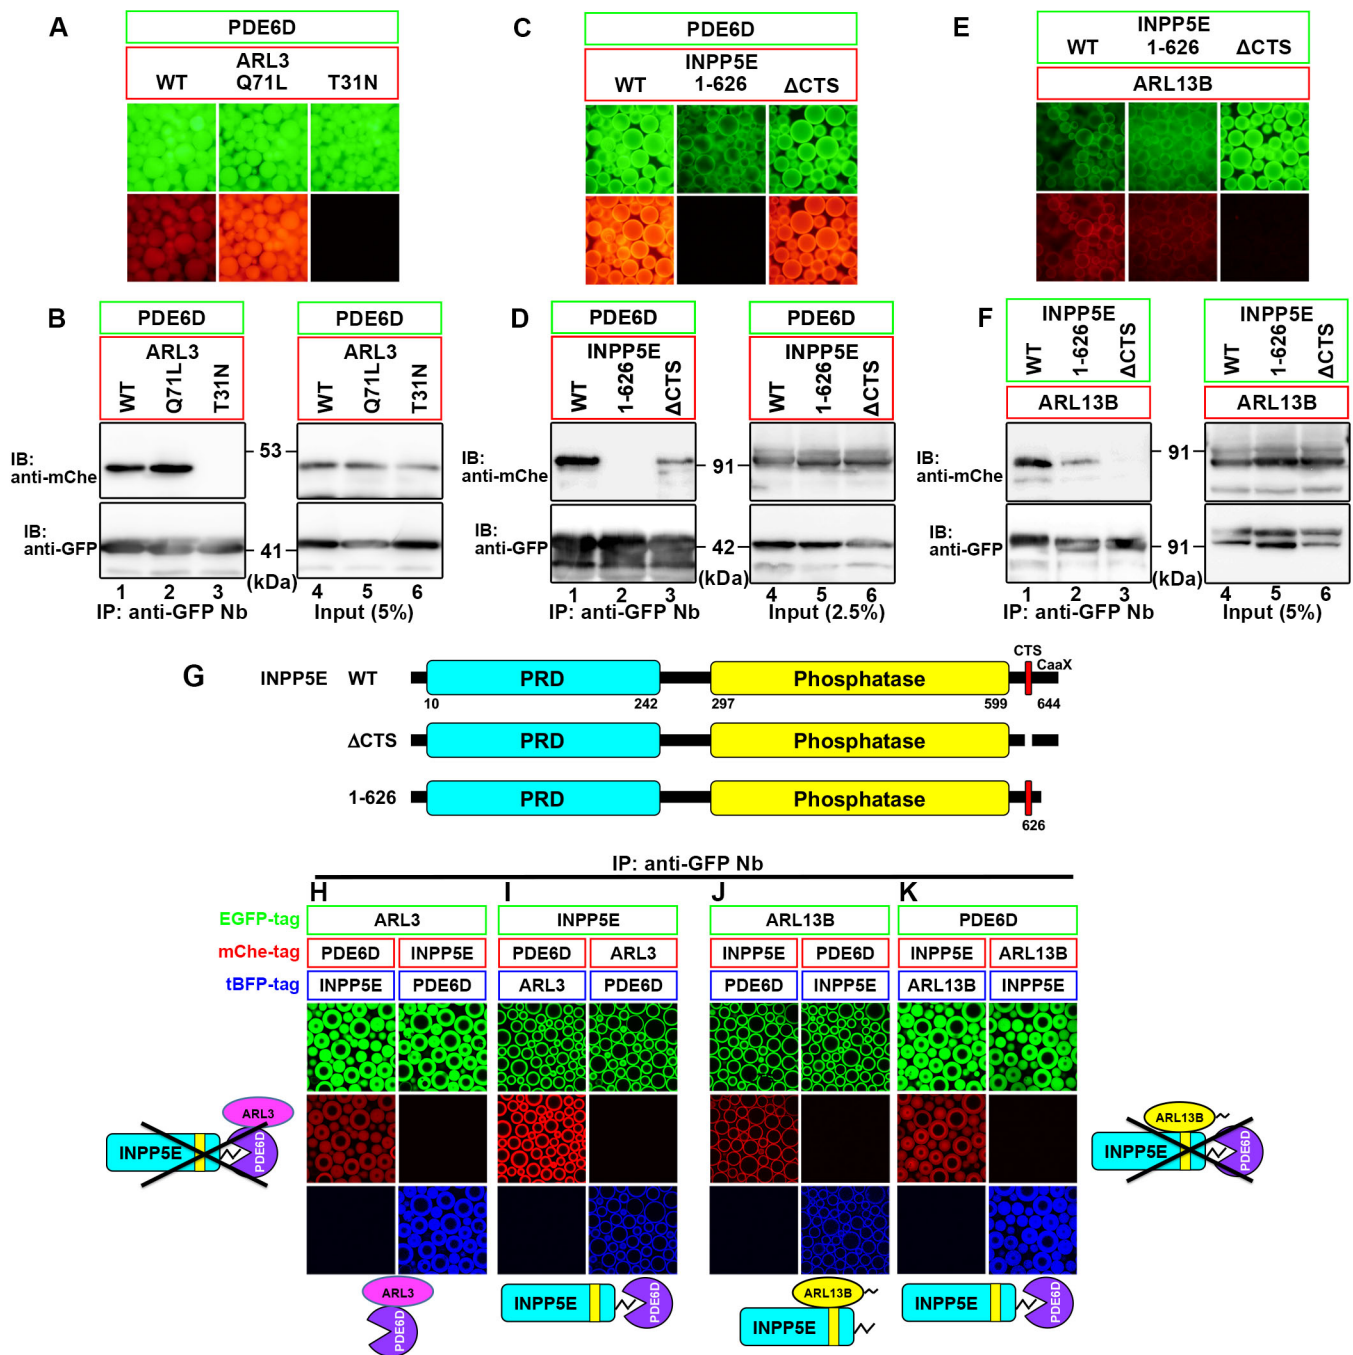 A
PDE6D
ARL3
WT Q71L T31N
C
PDE6D
INPP5E
WT 1-626 ΔCTS
E
INPP5E
WT 1-626 ΔCTS
ARL13B
B
PDE6D
ARL3
WT Q71L T31N
PDE6D
ARL3
WT Q71L T31N
IB: anti-mChe
53
IB: anti-GFP
41
(kDa)
1 2 3 4 5 6
IP: anti-GFP Nb Input (5%)
D
PDE6D
INPP5E
WT 1-626 ΔCTS
PDE6D
INPP5E
WT 1-626 ΔCTS
IB: anti-mChe
91
IB: anti-GFP
42
(kDa)
1 2 3 4 5 6
IP: anti-GFP Nb Input (2.5%)
F
INPP5E
WT 1-626 ΔCTS
ARL13B
INPP5E
WT 1-626 ΔCTS
ARL13B
IB: anti-mChe
91
IB: anti-GFP
91
(kDa)
1 2 3 4 5 6
IP: anti-GFP Nb Input (5%)
G
CTS
CaaX
INPP5E WT PRD Phosphatase
10 242 297 599 644
ΔCTS PRD Phosphatase
1-626 PRD Phosphatase
626
IP: anti-GFP Nb
H I J K
EGFP-tag ARL3 INPP5E ARL13B PDE6D
mChe-tag PDE6D INPP5E PDE6D ARL3 INPP5E PDE6D INPP5E ARL13B
tBFP-tag INPP5E PDE6D ARL3 PDE6D PDE6D INPP5E ARL13B INPP5E
ARL3
INPP5E PDE6D
ARL13B
INPP5E PDE6D
ARL3
PDE6D
INPP5E PDE6D
ARL13B
INPP5E
INPP5E PDE6D